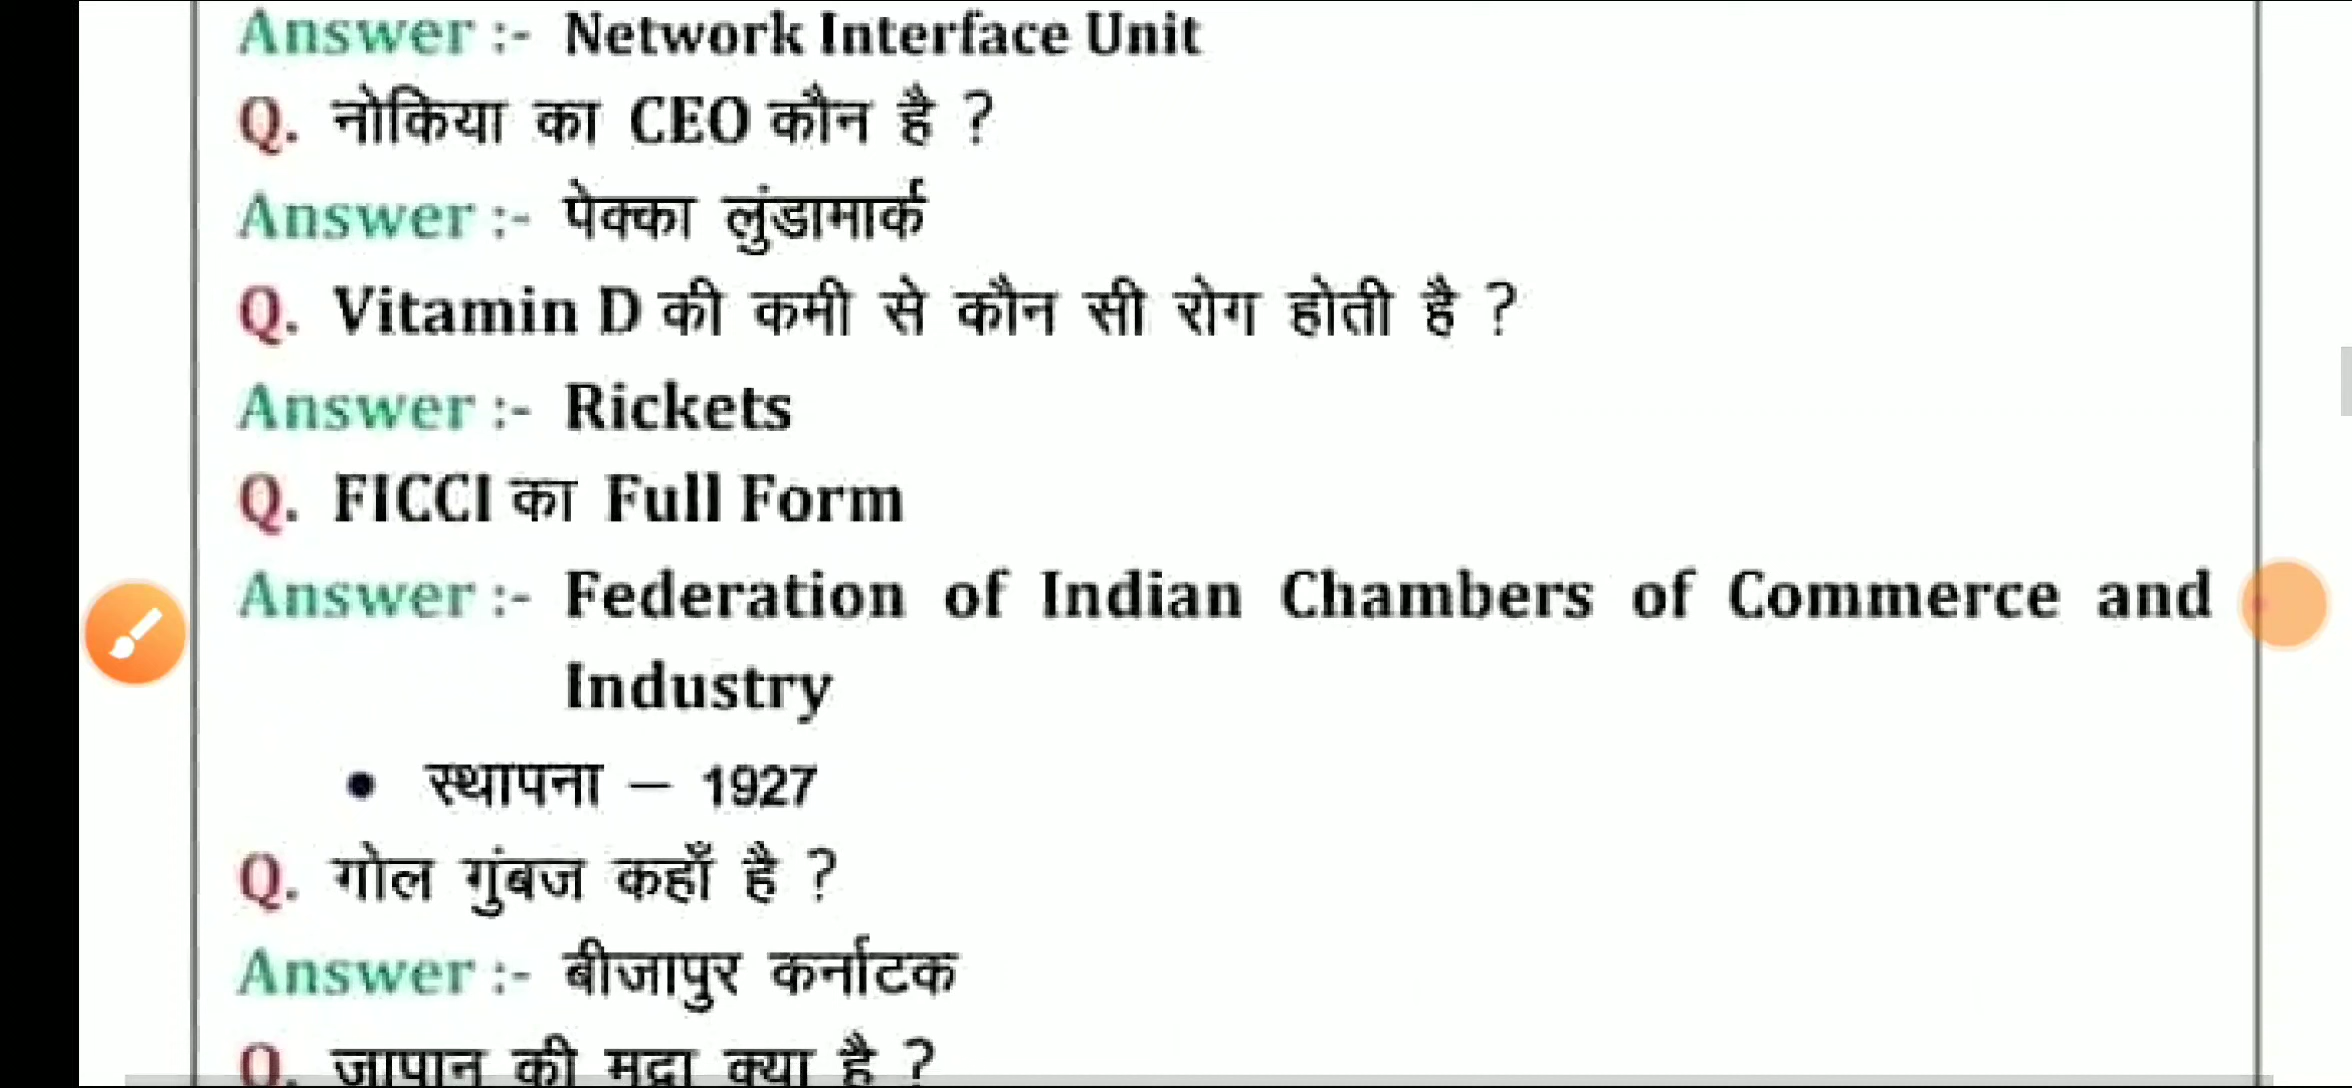 Answer :- Network Interface Unit
Q. नोकिया का CEO कौन है ?
Answer :- पेक्का लुंडामार्क
Q. Vitamin D की कमी से कौन सी रोग होती है ?
Answer :- Rickets
Q. FICCI का Full Form
Answer :- Federation of Indian Chambers of Commerce and
Industry
• स्थापना – 1927
Q. गोल गुंबज कहाँ है ?
Answer :- बीजापुर कर्नाटक
Q. जापान की मुद्रा क्या है ?